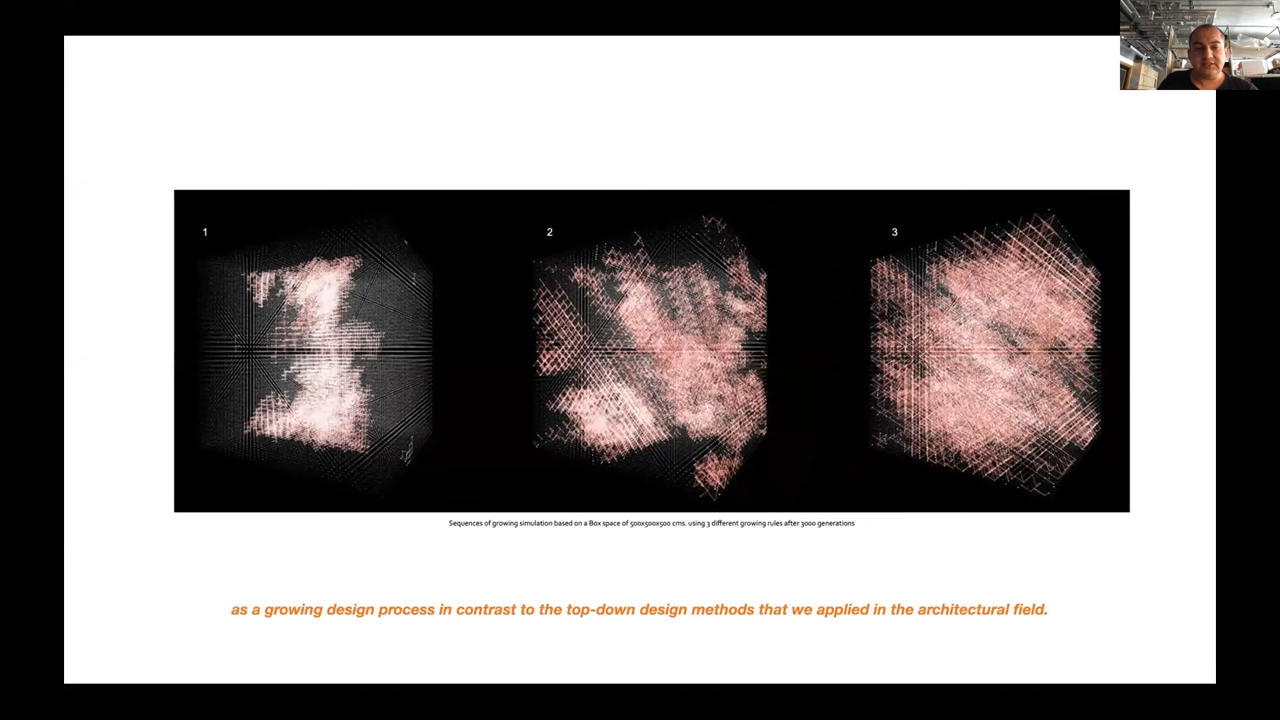 1
2
3
Sequences of growing simulation based on a Box space of 500x500x500 cms. using 3 different growing rules after 3000 generations
as a growing design process in contrast to the top-down design methods that we applied in the architectural field.